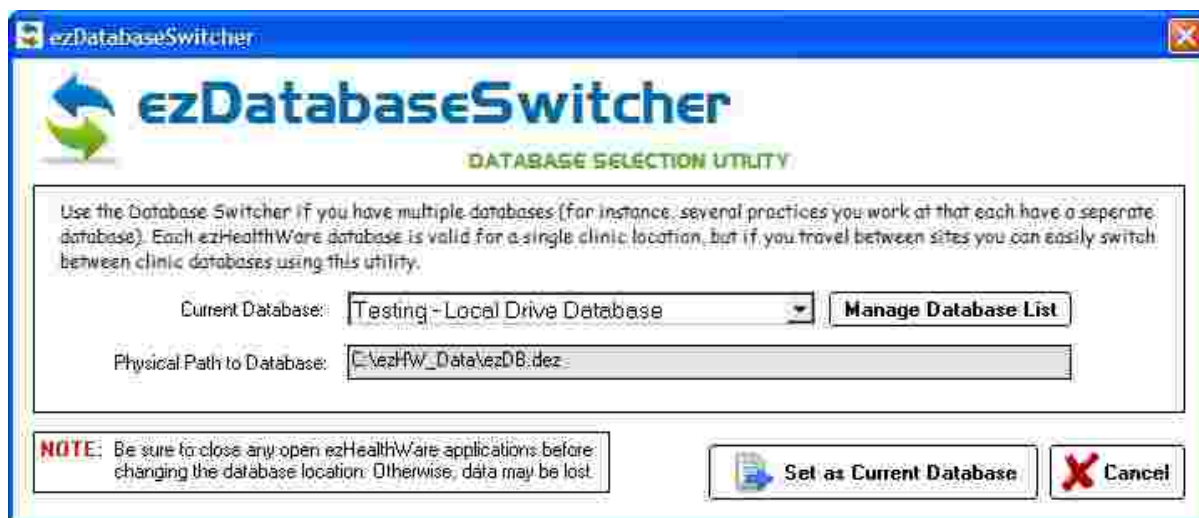 ezDatabaseSwitcher
ezDatabaseSwitcher
DATABASE SELECTION UTILITY
Use the Database Switcher if you have multiple databases (for instance, several practices you work at that each have a seperate
database). Each ezHealthWare database is valid for a single clinic location, but if you travel between sites you can easily switch
between clinic databases using this utility.
Current Database: Testing - Local Drive Database Manage Database List
Physical Path to Database: C:\ezHW_Data\ezDB.dez
NOTE: Be sure to close any open ezHealthWare applications before
changing the database location. Otherwise, data may be lost.
Set as Current Database Cancel